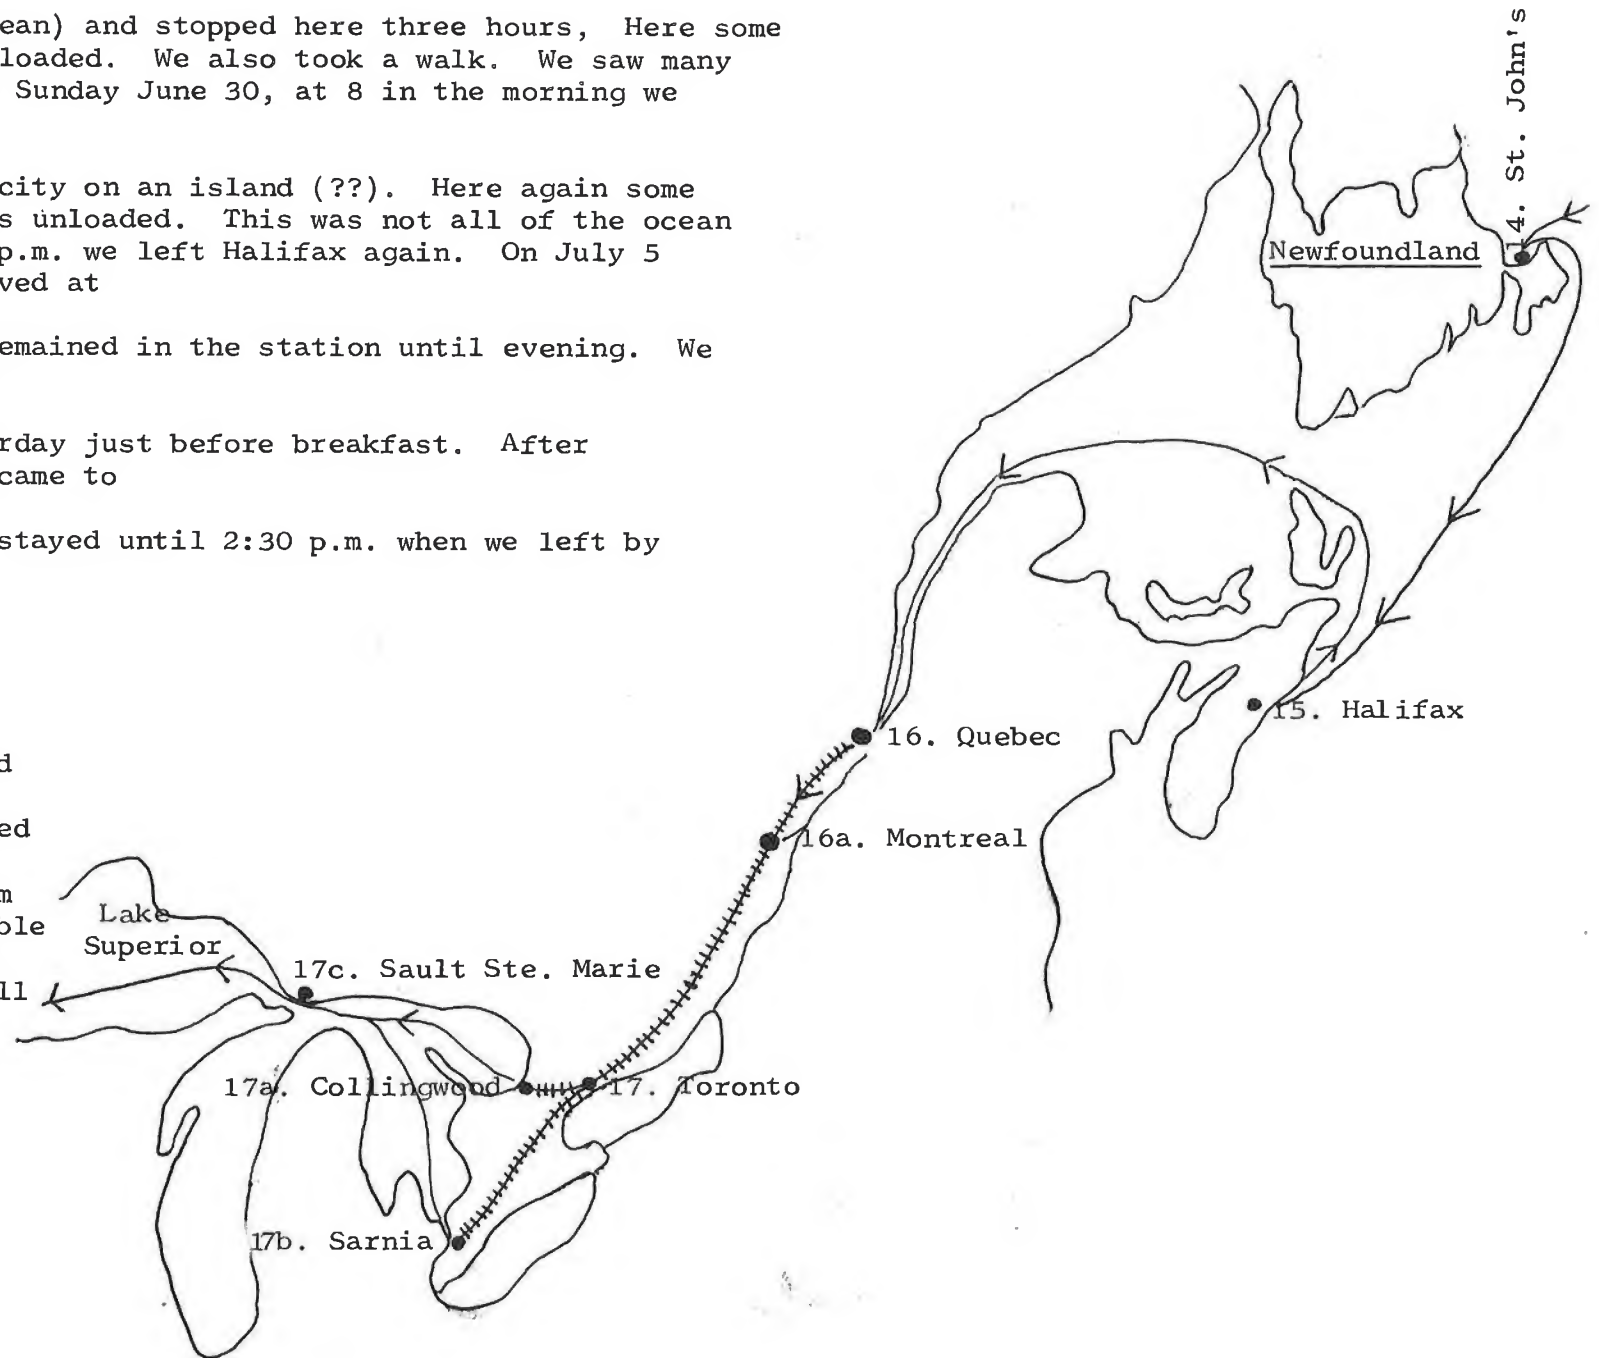 ean) and stopped here three hours, Here some
loaded. We also took a walk. We saw many
Sunday June 30, at 8 in the morning we
city on an island (??). Here again some
s unloaded. This was not all of the ocean
p.m. we left Halifax again. On July 5
ved at
emained in the station until evening. We
rday just before breakfast. After
came to
stayed until 2:30 p.m. when we left by
d
ed
m
ole
ll
14. St. John's
Newfoundland
15. Halifax
16. Quebec
16a. Montreal
Lake
Superior
17c. Sault Ste. Marie
17a. Collingwood
17. Toronto
17b. Sarnia